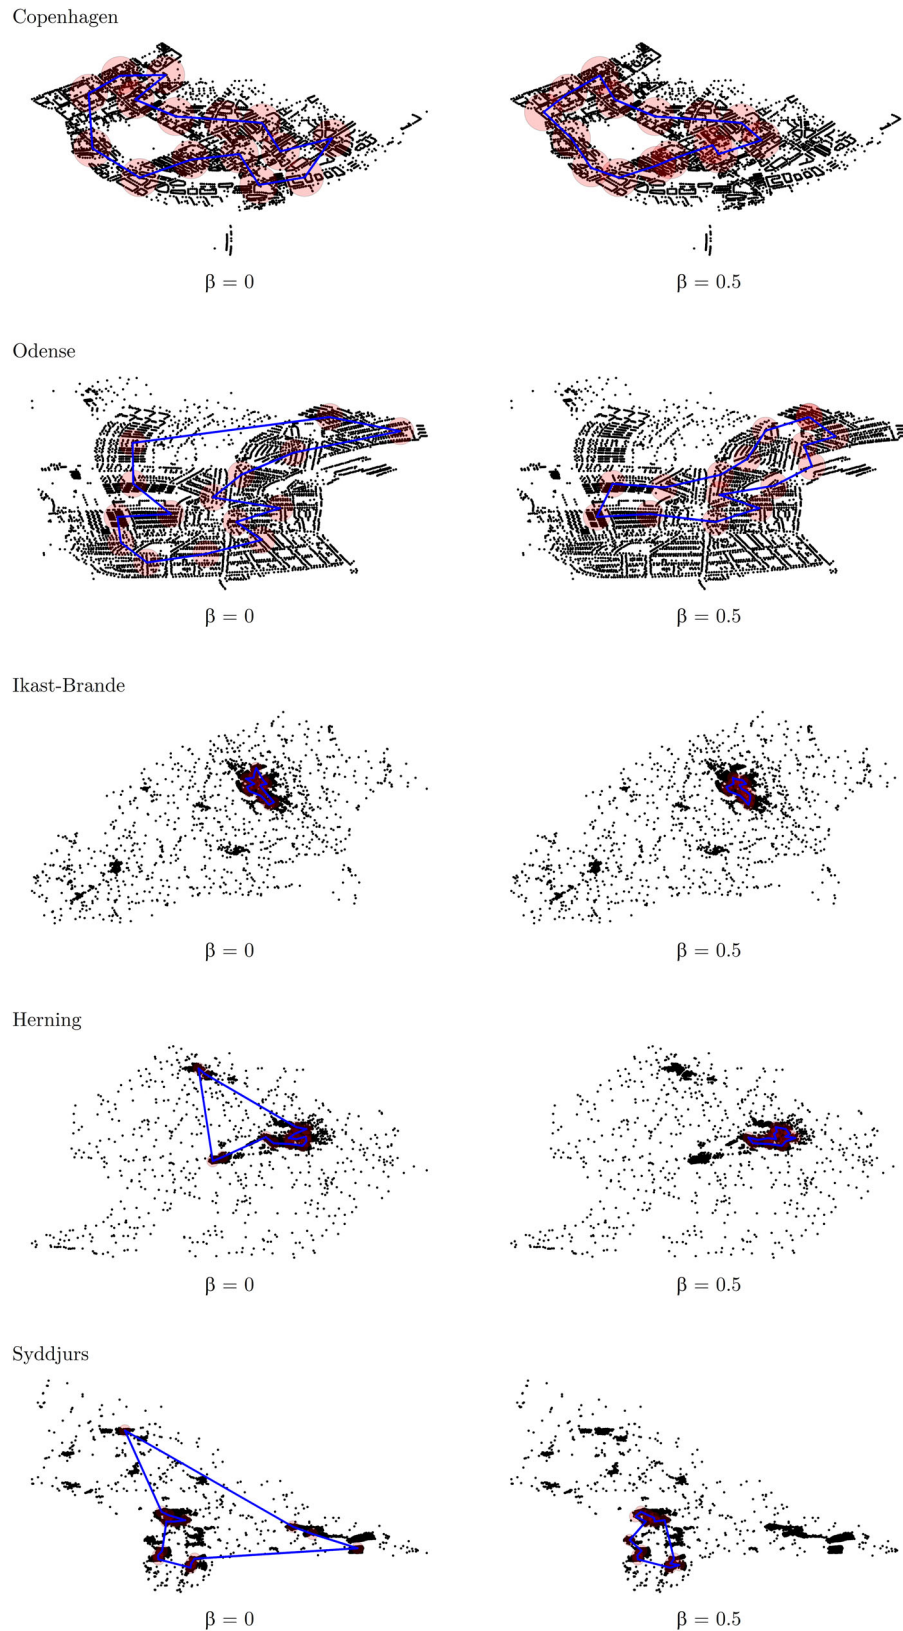 Copenhagen
β = 0
β = 0.5
Odense
β = 0
β = 0.5
Ikast-Brande
β = 0
β = 0.5
Herning
β = 0
β = 0.5
Syddjurs
β = 0
β = 0.5